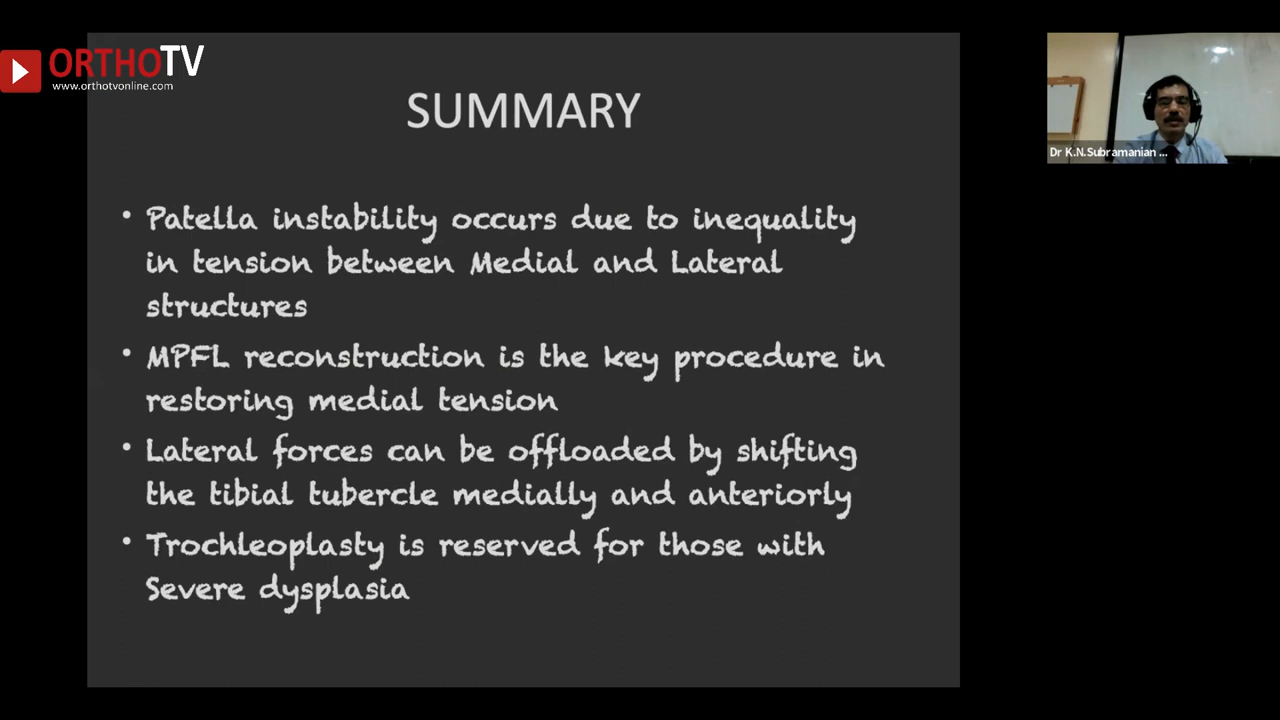 ORTHOTV
www.orthotvonline.com
SUMMARY
Dr K.N.Subramanian ...
• Patella instability occurs due to inequality
in tension between Medial and Lateral
structures
• MPFL reconstruction is the key procedure in
restoring medial tension
• Lateral forces can be offloaded by shifting
the tibial tubercle medially and anteriorly
• Trochleoplasty is reserved for those with
Severe dysplasia